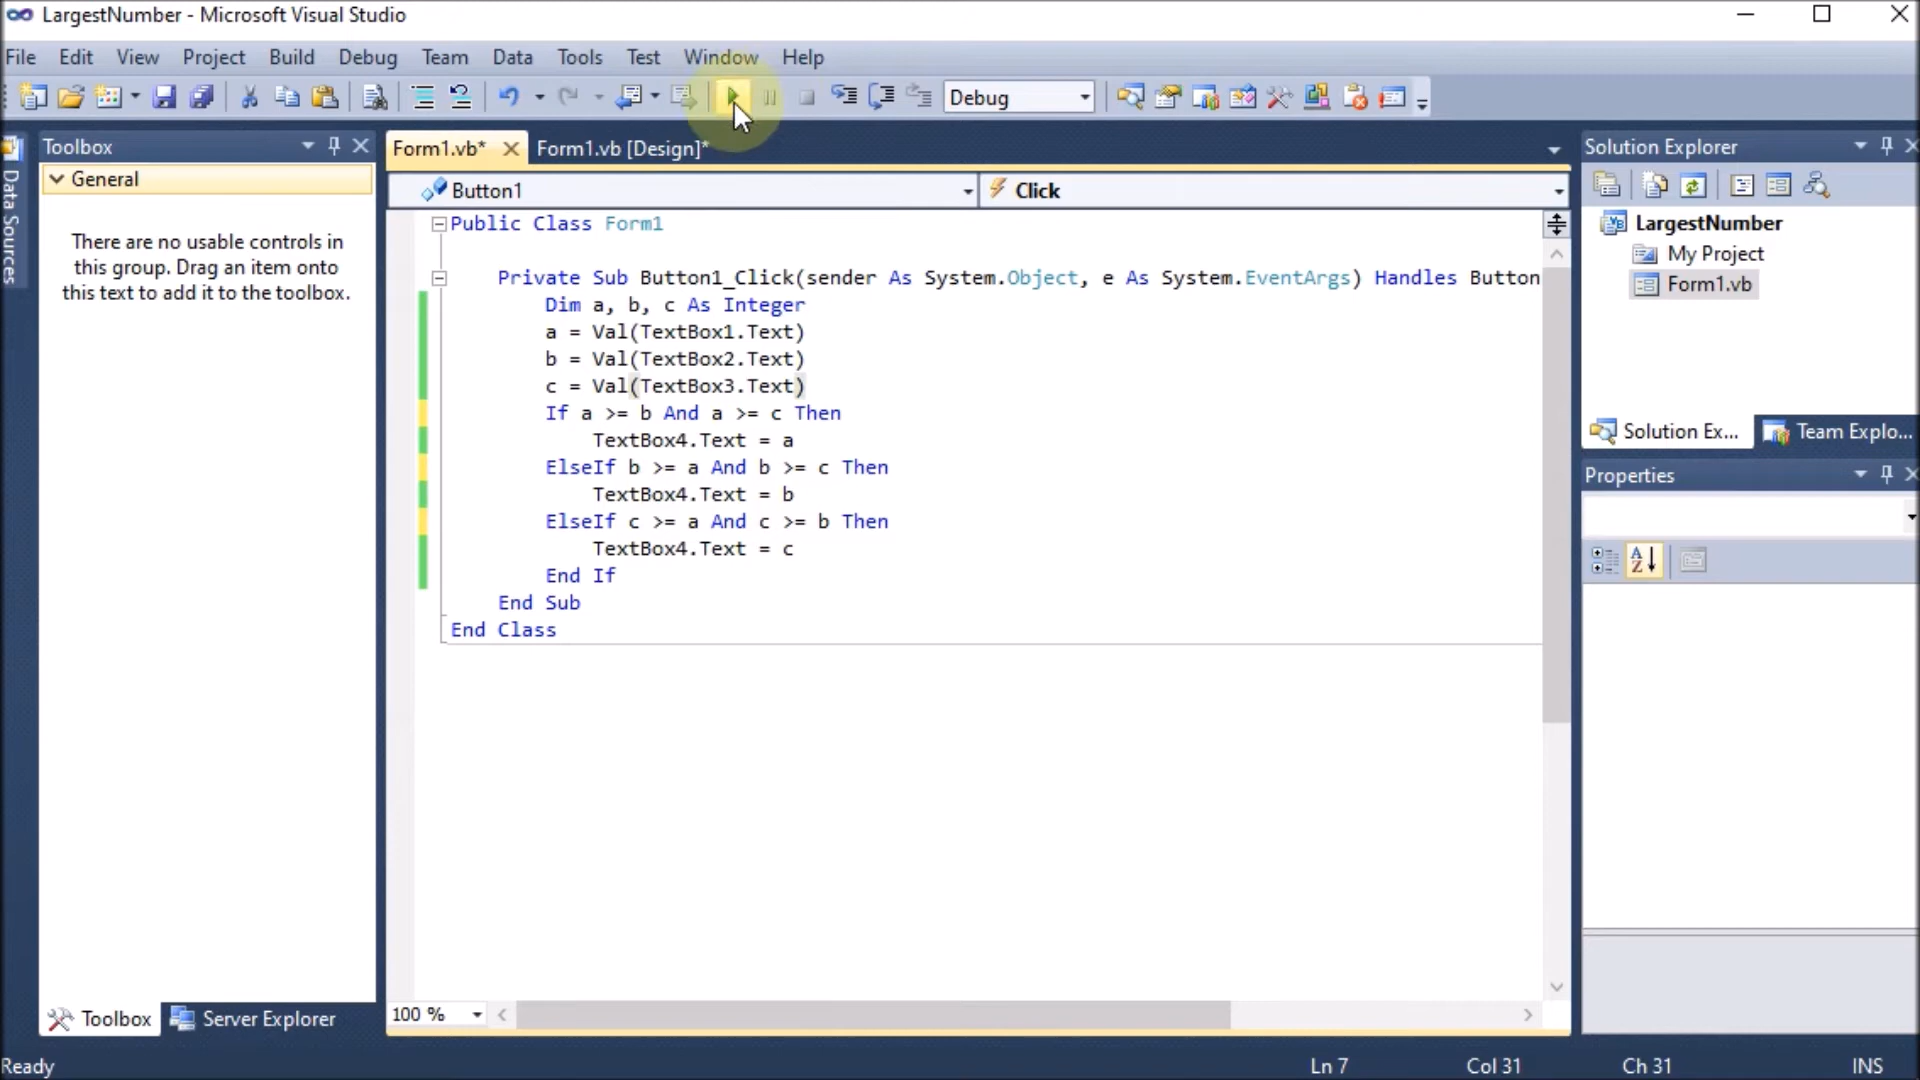 LargestNumber - Microsoft Visual Studio
File Edit View Project Build Debug Team Data Tools Test Window Help
Debug
Data Sources
Toolbox
General
There are no usable controls in
this group. Drag an item onto
this text to add it to the toolbox.
Toolbox Server Explorer
Form1.vb* Form1.vb [Design]*
Button1 Click
Public Class Form1
Private Sub Button1_Click(sender As System.Object, e As System.EventArgs) Handles Button
Dim a, b, c As Integer
a = Val(TextBox1.Text)
b = Val(TextBox2.Text)
c = Val(TextBox3.Text)
If a >= b And a >= c Then
TextBox4.Text = a
ElseIf b >= a And b >= c Then
TextBox4.Text = b
ElseIf c >= a And c >= b Then
TextBox4.Text = c
End If
End Sub
End Class
100 %
Solution Explorer
LargestNumber
My Project
Form1.vb
Solution Ex... Team Explo...
Properties
Ready Ln 7 Col 31 Ch 31 INS